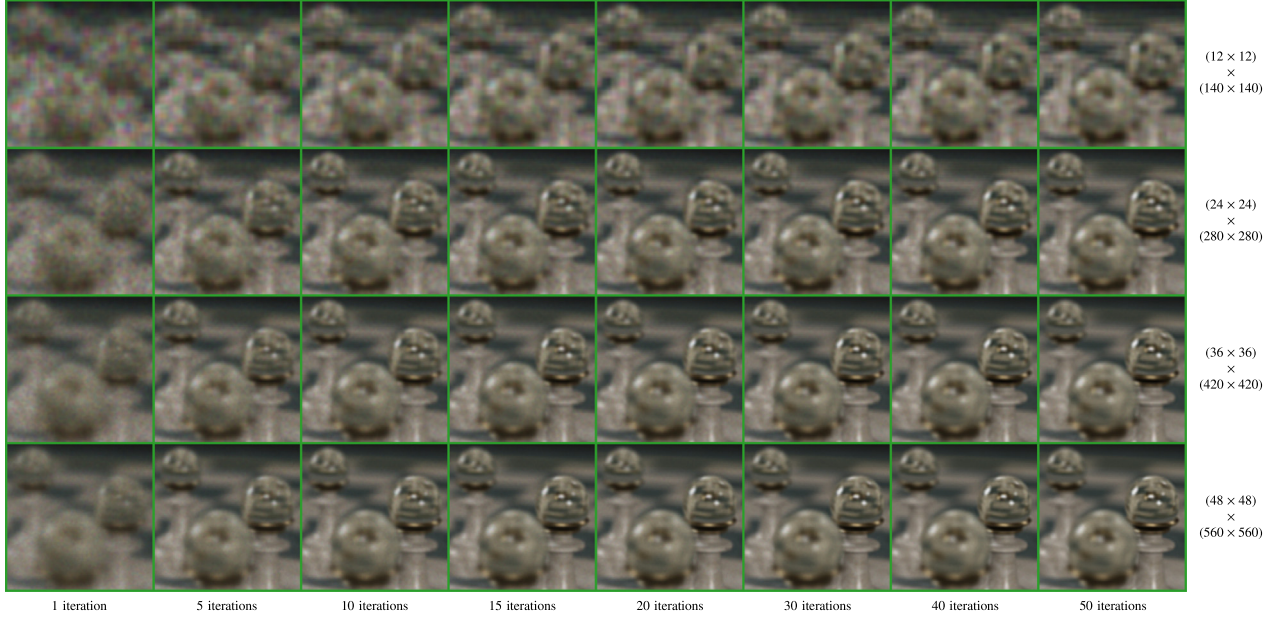 (12 × 12)
×
(140 × 140)
(24 × 24)
×
(280 × 280)
(36 × 36)
×
(420 × 420)
(48 × 48)
×
(560 × 560)
1 iteration 5 iterations 10 iterations 15 iterations 20 iterations 30 iterations 40 iterations 50 iterations